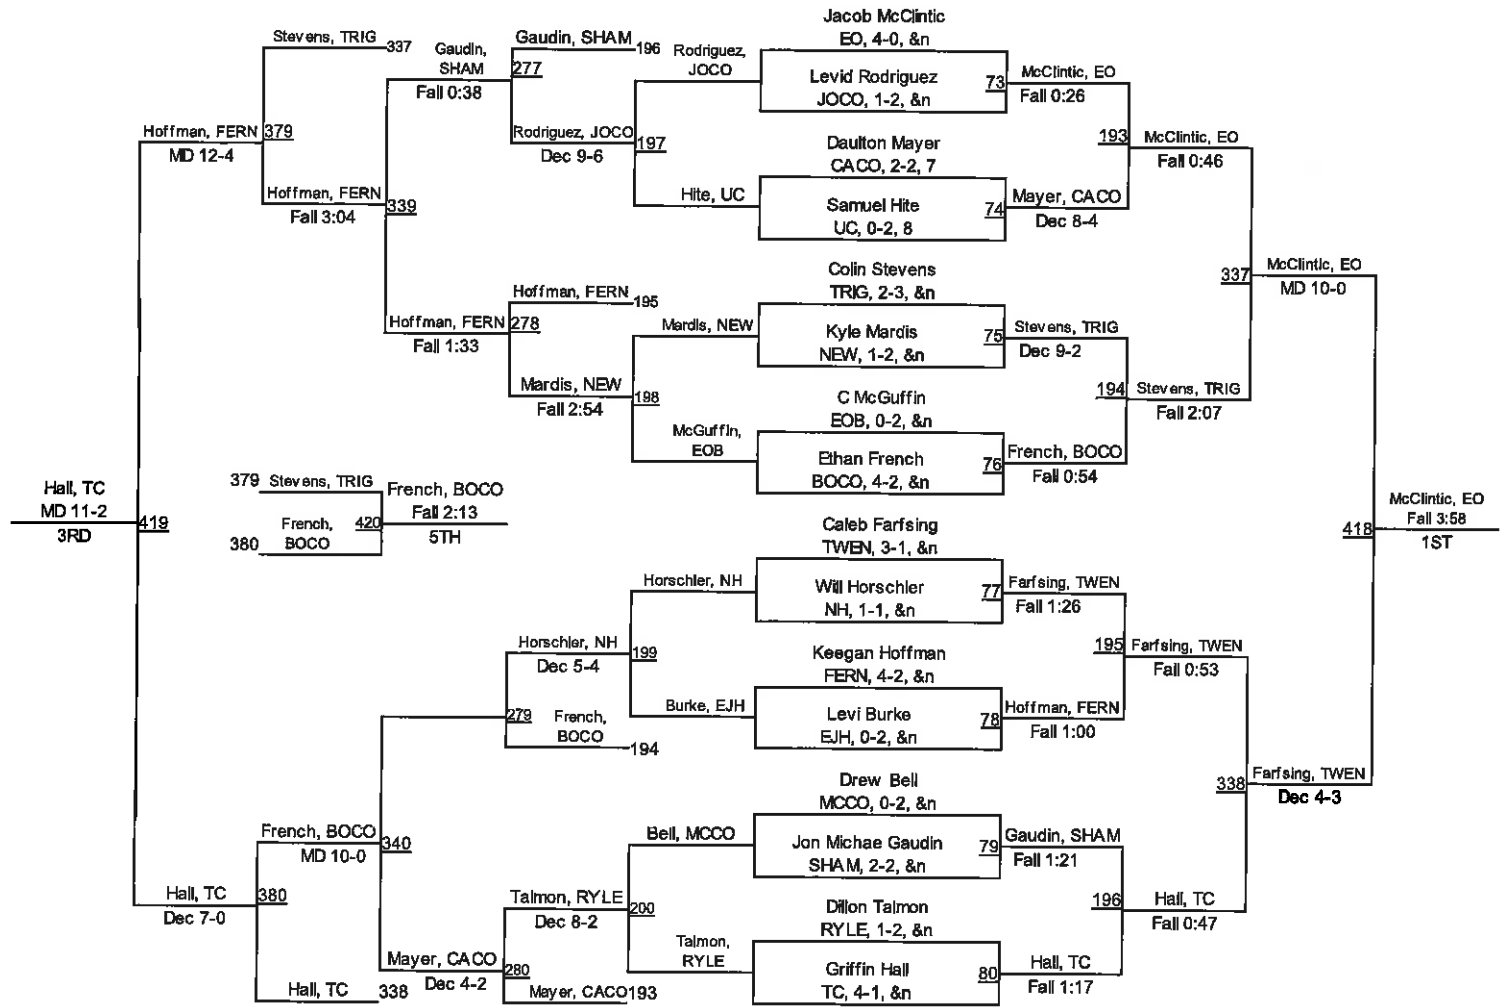 Jacob McClintic
EO, 4-0, &n
Levid Rodriguez
JOCO, 1-2, &n
Daulton Mayer
CACO, 2-2, 7
Samuel Hite
UC, 0-2, 8
Colin Stevens
TRIG, 2-3, &n
Kyle Mardis
NEW, 1-2, &n
C McGuffin
EOB, 0-2, &n
Ethan French
BOCO, 4-2, &n
Caleb Farfsing
TWEN, 3-1, &n
Will Horschler
NH, 1-1, &n
Keegan Hoffman
FERN, 4-2, &n
Levi Burke
EJH, 0-2, &n
Drew Bell
MCCO, 0-2, &n
Jon Michae Gaudin
SHAM, 2-2, &n
Dillon Talmon
RYLE, 1-2, &n
Griffin Hall
TC, 4-1, &n
73
McClintic, EO
Fall 0:26
74
Mayer, CACO
Dec 8-4
75
Stevens, TRIG
Dec 9-2
76
French, BOCO
Fall 0:54
77
Farfsing, TWEN
Fall 1:26
78
Hoffman, FERN
Fall 1:00
79
Gaudin, SHAM
Fall 1:21
80
Hall, TC
Fall 1:17
193
McClintic, EO
Fall 0:46
194
Stevens, TRIG
Fall 2:07
195
Farfsing, TWEN
Fall 0:53
196
Hall, TC
Fall 0:47
337
McClintic, EO
MD 10-0
338
Farfsing, TWEN
Dec 4-3
418
McClintic, EO
Fall 3:58
1ST
Rodriguez,
JOCO
Hite, UC
197
Mardis, NEW
McGuffin,
EOB
198
Horschler, NH
Burke, EJH
199
Bell, MCCO
Talmon,
RYLE
200
Gaudin, SHAM
196
Rodriguez, JOCO
Dec 9-6
277
Hoffman, FERN
195
Mardis, NEW
Fall 2:54
278
Horschler, NH
Dec 5-4
French,
BOCO
194
279
Talmon, RYLE
Dec 8-2
Mayer, CACO
193
280
Gaudin,
SHAM
Fall 0:38
Hoffman, FERN
Fall 1:33
339
Mayer, CACO
Dec 4-2
340
Stevens, TRIG
337
Hoffman, FERN
Fall 3:04
379
French, BOCO
MD 10-0
Hall, TC
338
380
Hoffman, FERN
MD 12-4
Hall, TC
Dec 7-0
419
Hall, TC
MD 11-2
3RD
379
Stevens, TRIG
380
French,
BOCO
420
French, BOCO
Fall 2:13
5TH